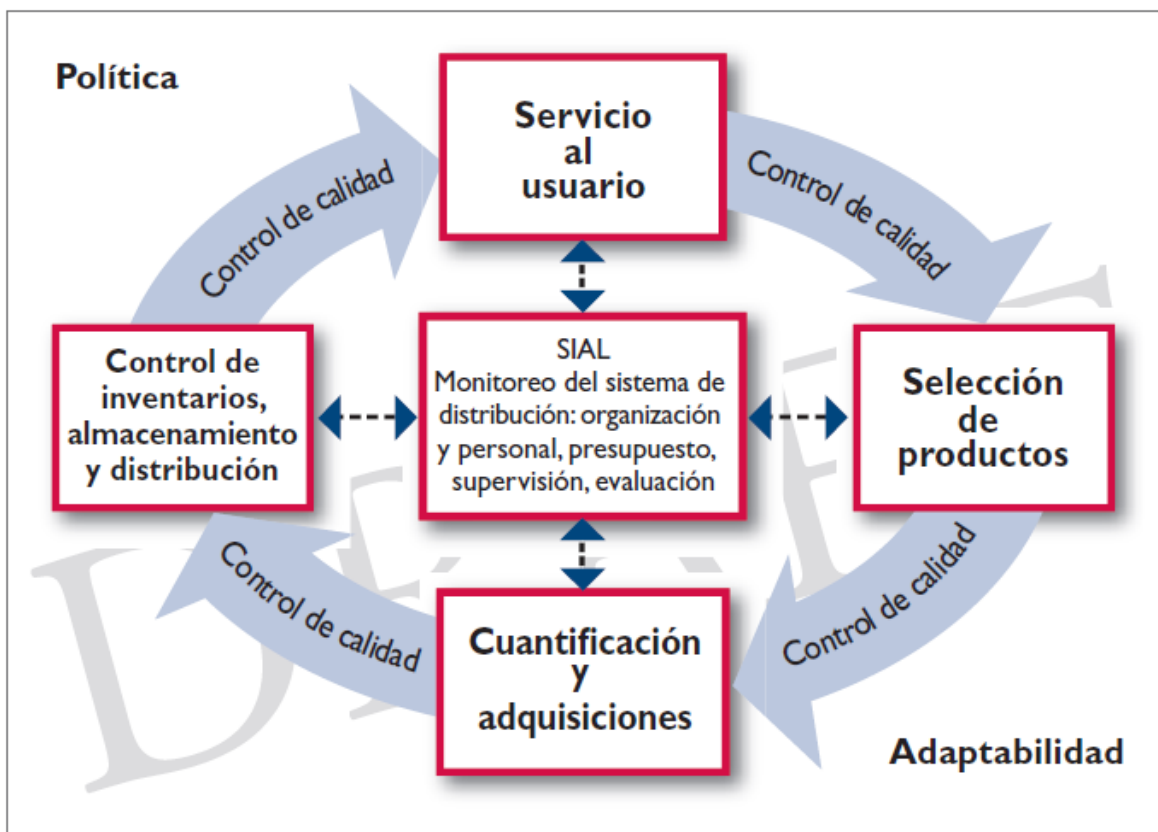 Política
Servicio
al
usuario
Control de calidad
Control de calidad
Control de
inventarios,
almacenamiento
y distribución
SIAL
Monitoreo del sistema de
distribución: organización
y personal, presupuesto,
supervisión, evaluación
Selección
de
productos
Control de calidad
Control de calidad
Cuantificación
y
adquisiciones
Adaptabilidad